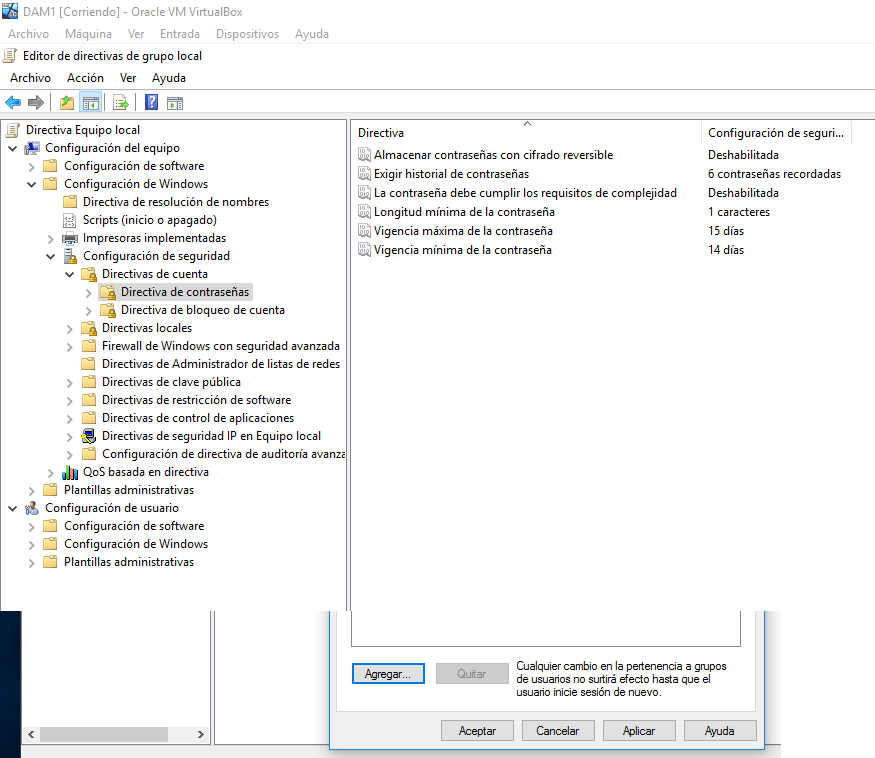 DAM1 [Corriendo] - Oracle VM VirtualBox
Archivo Máquina Ver Entrada Dispositivos Ayuda
Editor de directivas de grupo local
Archivo Acción Ver Ayuda
Directiva Equipo local
Configuración del equipo
Configuración de software
Configuración de Windows
Directiva de resolución de nombres
Scripts (inicio o apagado)
Impresoras implementadas
Configuración de seguridad
Directivas de cuenta
Directiva de contraseñas
Directiva de bloqueo de cuenta
Directivas locales
Firewall de Windows con seguridad avanzada
Directivas de Administrador de listas de redes
Directivas de clave pública
Directivas de restricción de software
Directivas de control de aplicaciones
Directivas de seguridad IP en Equipo local
Configuración de directiva de auditoría avanza
QoS basada en directiva
Plantillas administrativas
Configuración de usuario
Configuración de software
Configuración de Windows
Plantillas administrativas
Directiva Configuración de seguri...
Almacenar contraseñas con cifrado reversible Deshabilitada
Exigir historial de contraseñas 6 contraseñas recordadas
La contraseña debe cumplir los requisitos de complejidad Deshabilitada
Longitud mínima de la contraseña 1 caracteres
Vigencia máxima de la contraseña 15 días
Vigencia mínima de la contraseña 14 días
Agregar... Quitar
Cualquier cambio en la pertenencia a grupos
de usuarios no surtirá efecto hasta que el
usuario inicie sesión de nuevo.
Aceptar Cancelar Aplicar Ayuda